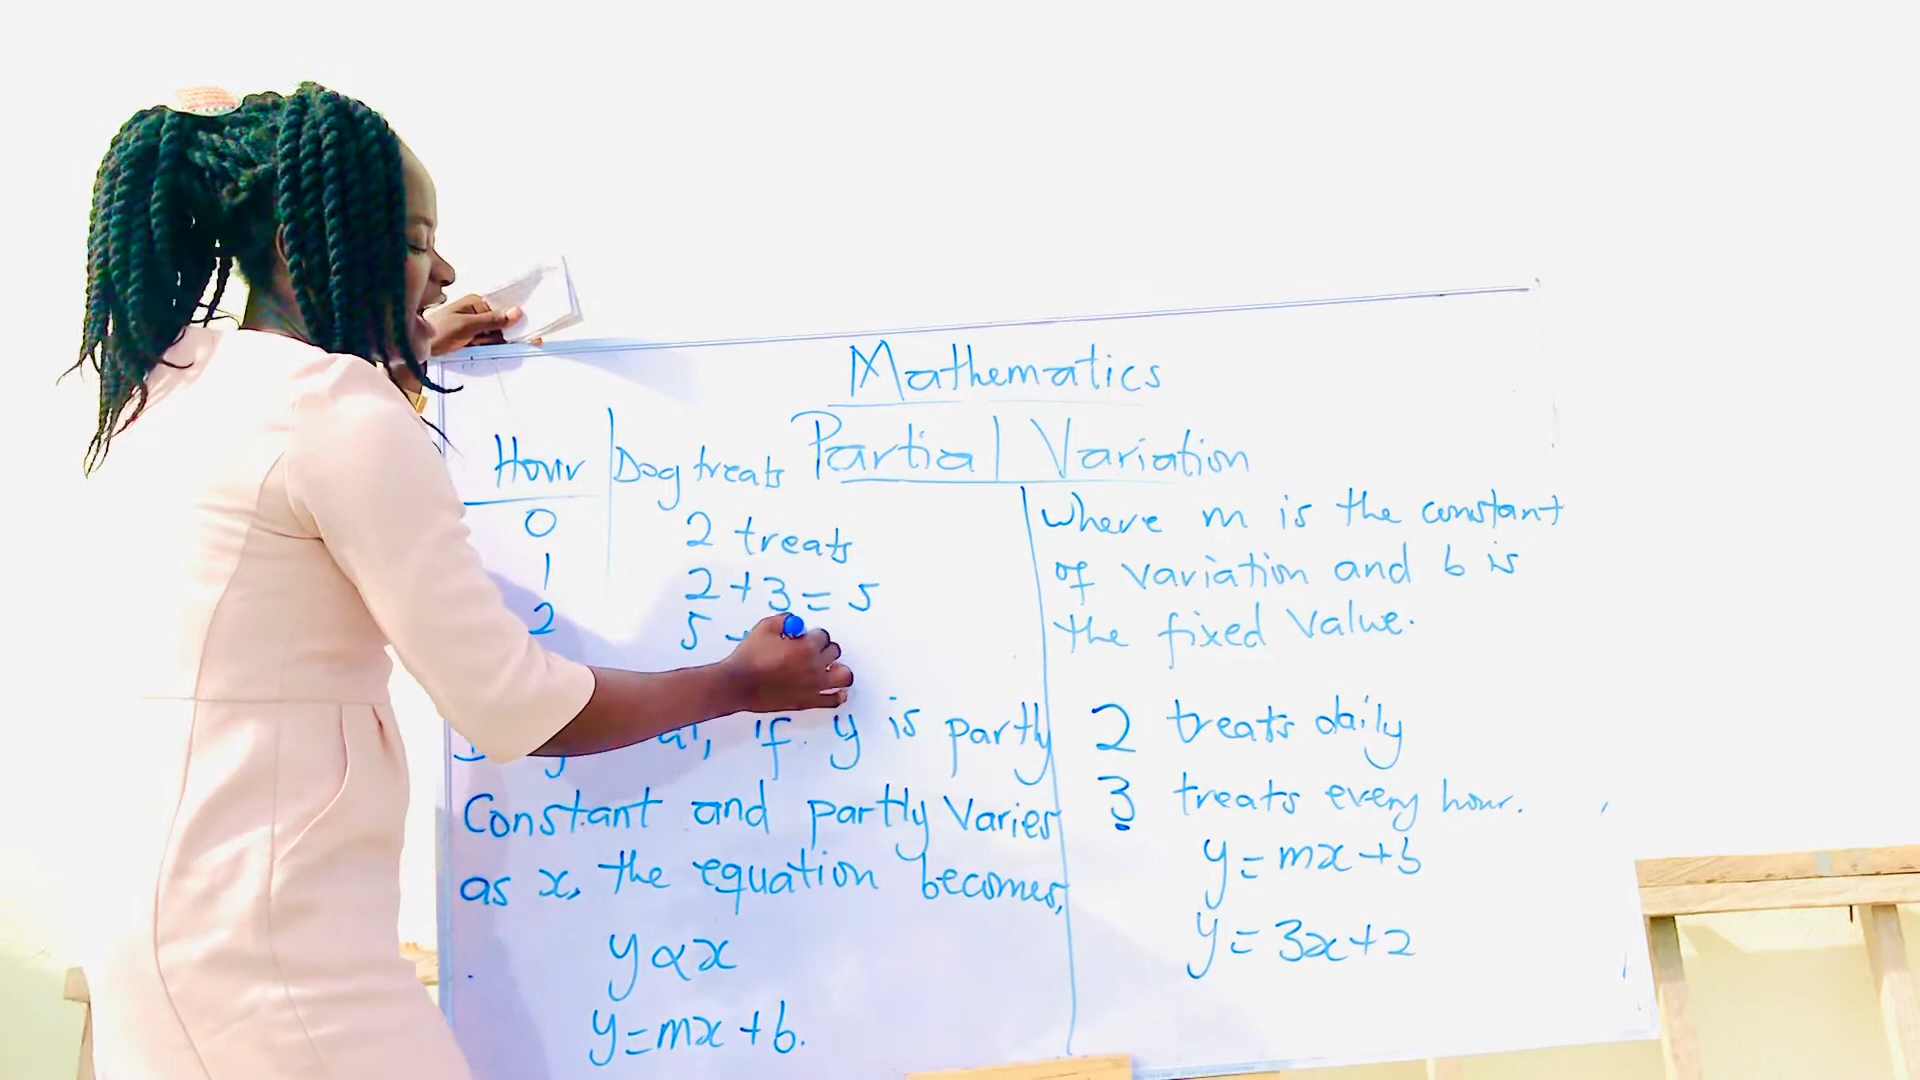 Mathematics
Partial Variation
Hour Dog treats
0 2 treats
1 2 + 3 = 5
2 5 +
if y is partly
Constant and partly Varies
as x, the equation becomes,
y ∝ x
y = mx + b.
where m is the constant
of variation and b is
the fixed value.
2 treats daily
3 treats every hour.
y = mx + b
y = 3x + 2